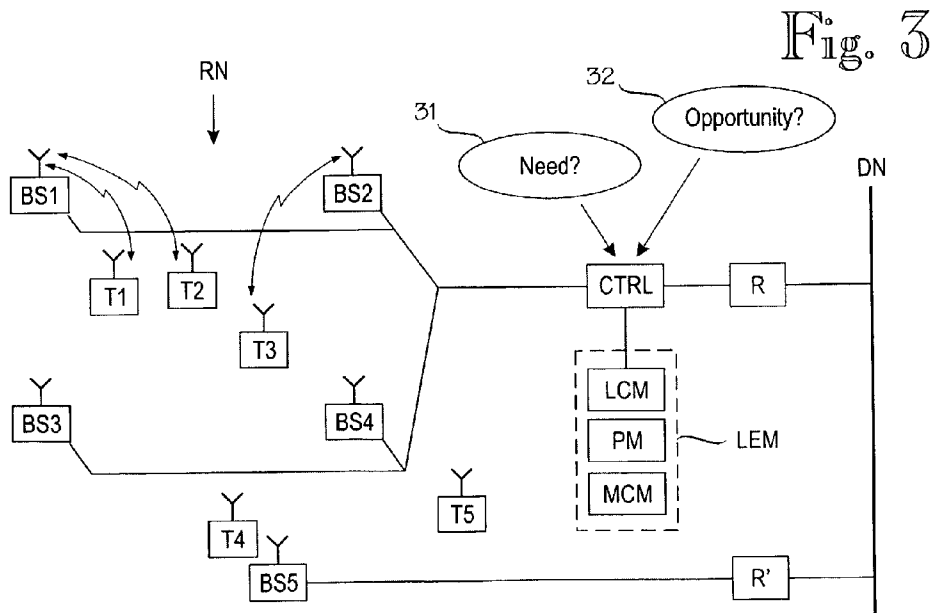 Fig. 3
RN
31
32
Need?
Opportunity?
DN
BS1
BS2
T1
T2
T3
CTRL
R
BS3
BS4
LCM
PM
MCM
LEM
T4
T5
BS5
R'